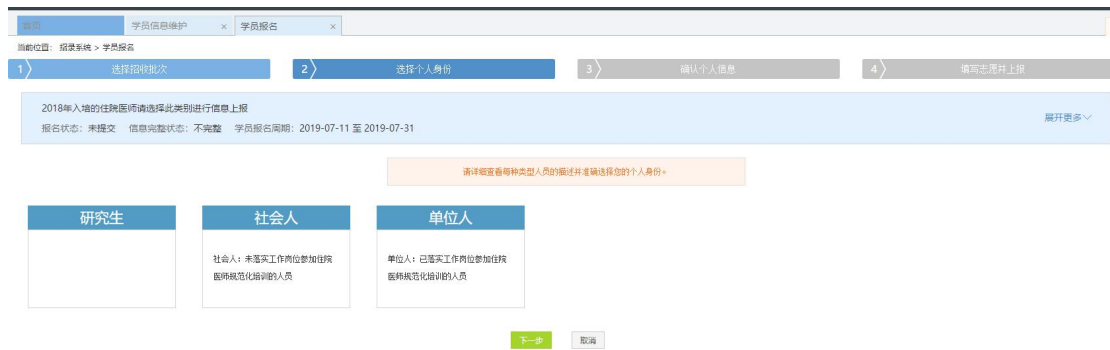 首页 学员信息维护 × 学员报名 ×
当前位置: 招录系统 > 学员报名
1 选择招收批次 2 选择个人身份 3 确认个人信息 4 填写志愿并上报
2018年入培的住院医师请选择此类别进行信息上报
报名状态: 未提交 信息完整状态: 不完整 学员报名周期: 2019-07-11 至 2019-07-31
展开更多
请详细查看每种类型人员的描述并准确选择您的个人身份。
研究生 社会人 单位人
社会人: 未落实工作岗位参加住院
医师规范化培训的人员
单位人: 已落实工作岗位参加住院
医师规范化培训的人员
下一步 取消